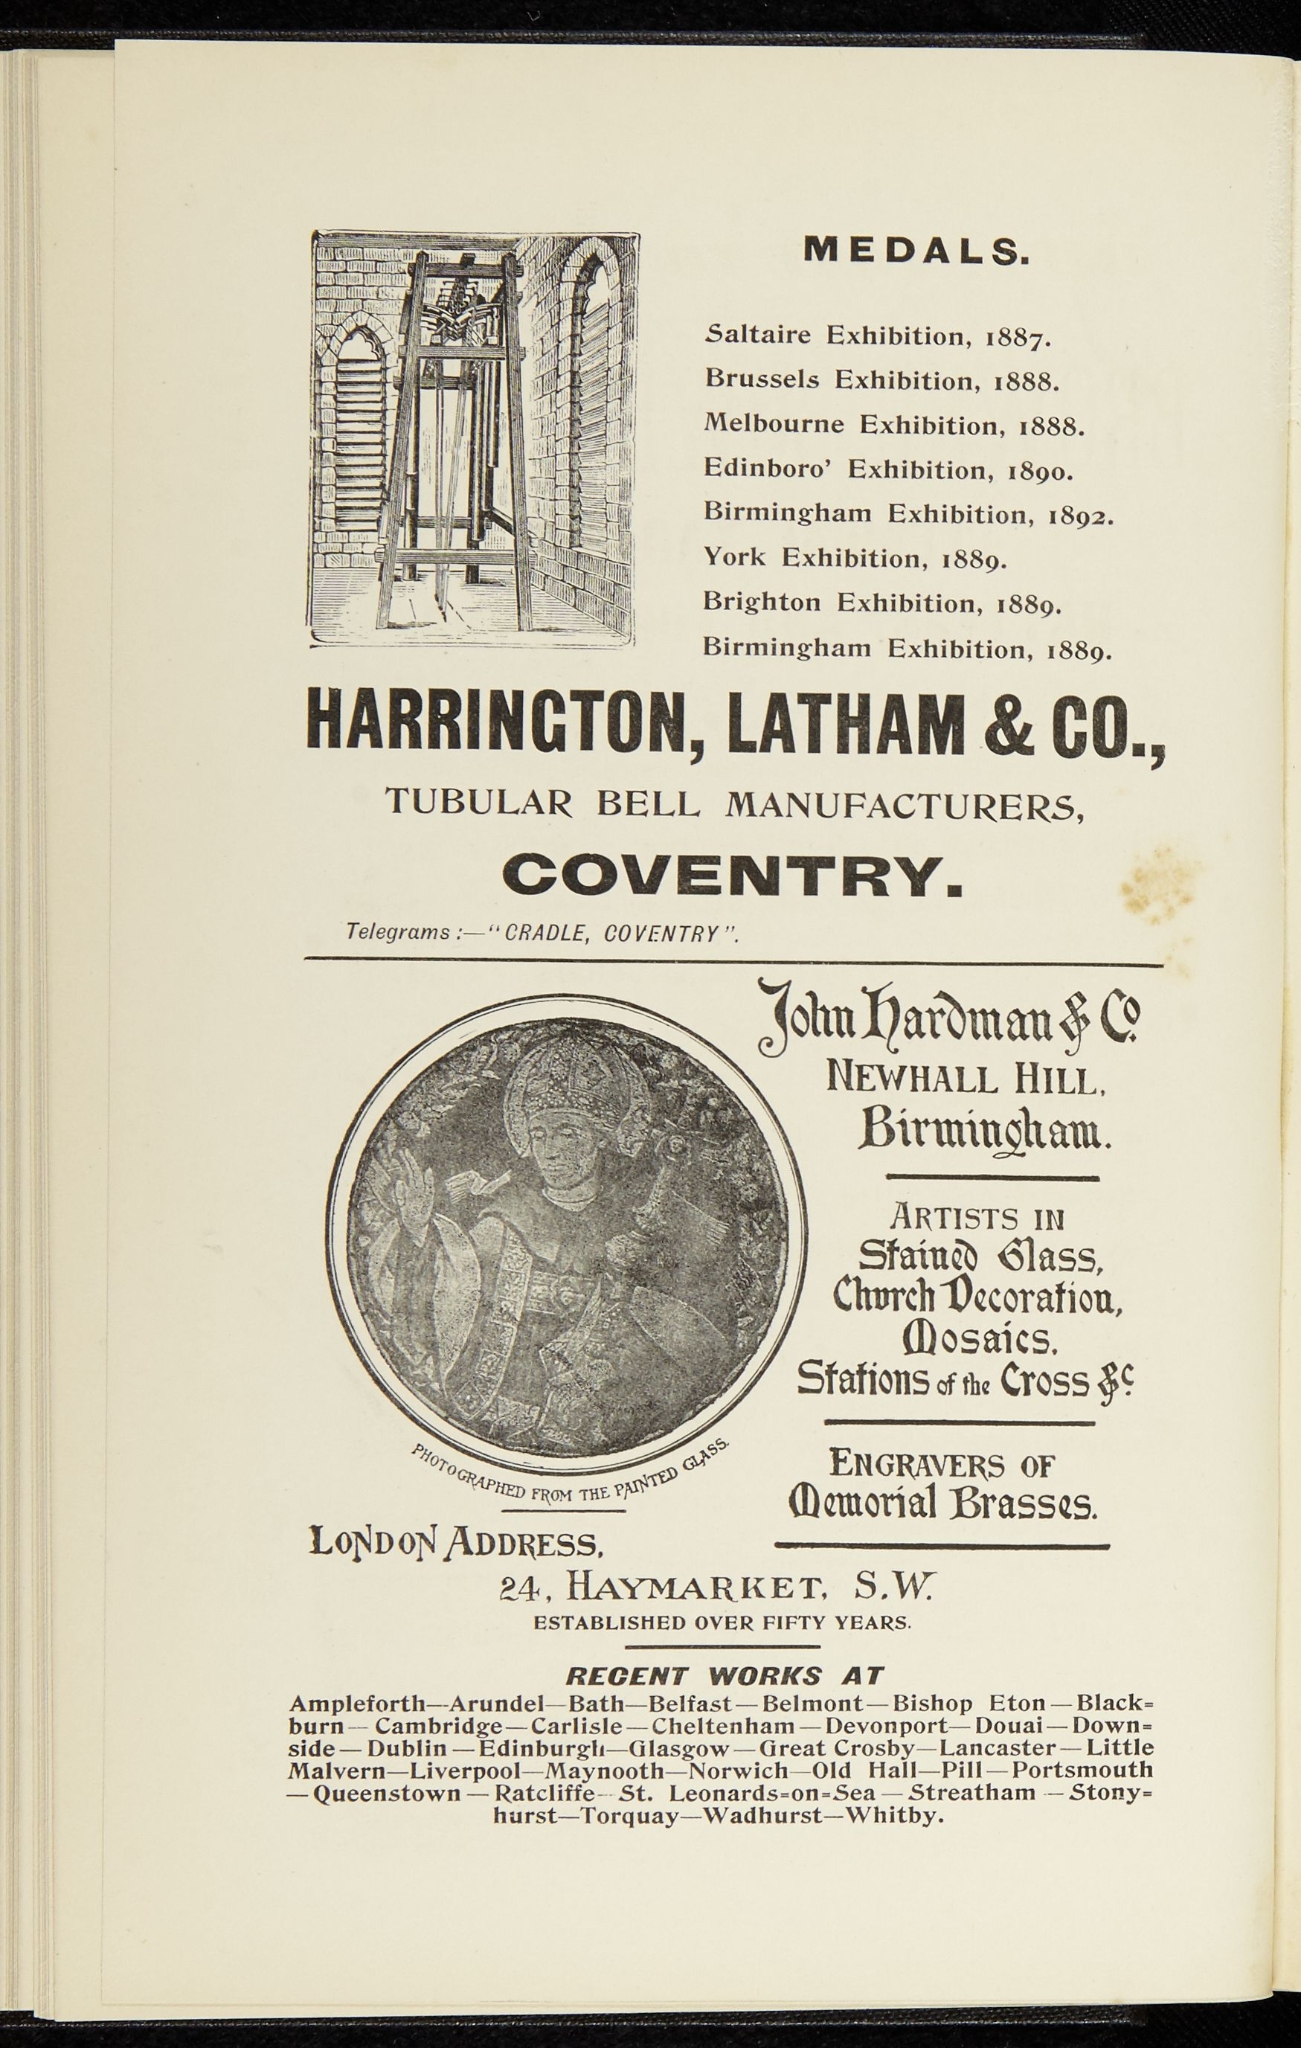 MEDALS.
Saltaire Exhibition, 1887.
Brussels Exhibition, 1888.
Melbourne Exhibition, 1888.
Edinboro' Exhibition, 1890.
Birmingham Exhibition, 1892.
York Exhibition, 1889.
Brighton Exhibition, 1889.
Birmingham Exhibition, 1889.
HARRINGTON, LATHAM & CO.,
TUBULAR BELL MANUFACTURERS,
COVENTRY.
Telegrams:—"CRADLE, COVENTRY".
John Hardman & Co.
NEWHALL HILL,
Birmingham.
ARTISTS IN
Stained Glass,
Church Decoration,
Mosaics,
Stations of the Cross &c.
ENGRAVERS OF
Memorial Brasses.
PHOTOGRAPHED FROM THE PAINTED GLASS.
LONDON ADDRESS,
24, HAYMARKET, S.W.
ESTABLISHED OVER FIFTY YEARS.
RECENT WORKS AT
Ampleforth—Arundel—Bath—Belfast—Belmont—Bishop Eton—Black=
burn—Cambridge—Carlisle—Cheltenham—Devonport—Douai—Down=
side—Dublin—Edinburgh—Glasgow—Great Crosby—Lancaster—Little
Malvern—Liverpool—Maynooth—Norwich—Old Hall—Pill—Portsmouth
—Queenstown—Ratcliffe—St. Leonards=on=Sea—Streatham—Stony=
hurst—Torquay—Wadhurst—Whitby.